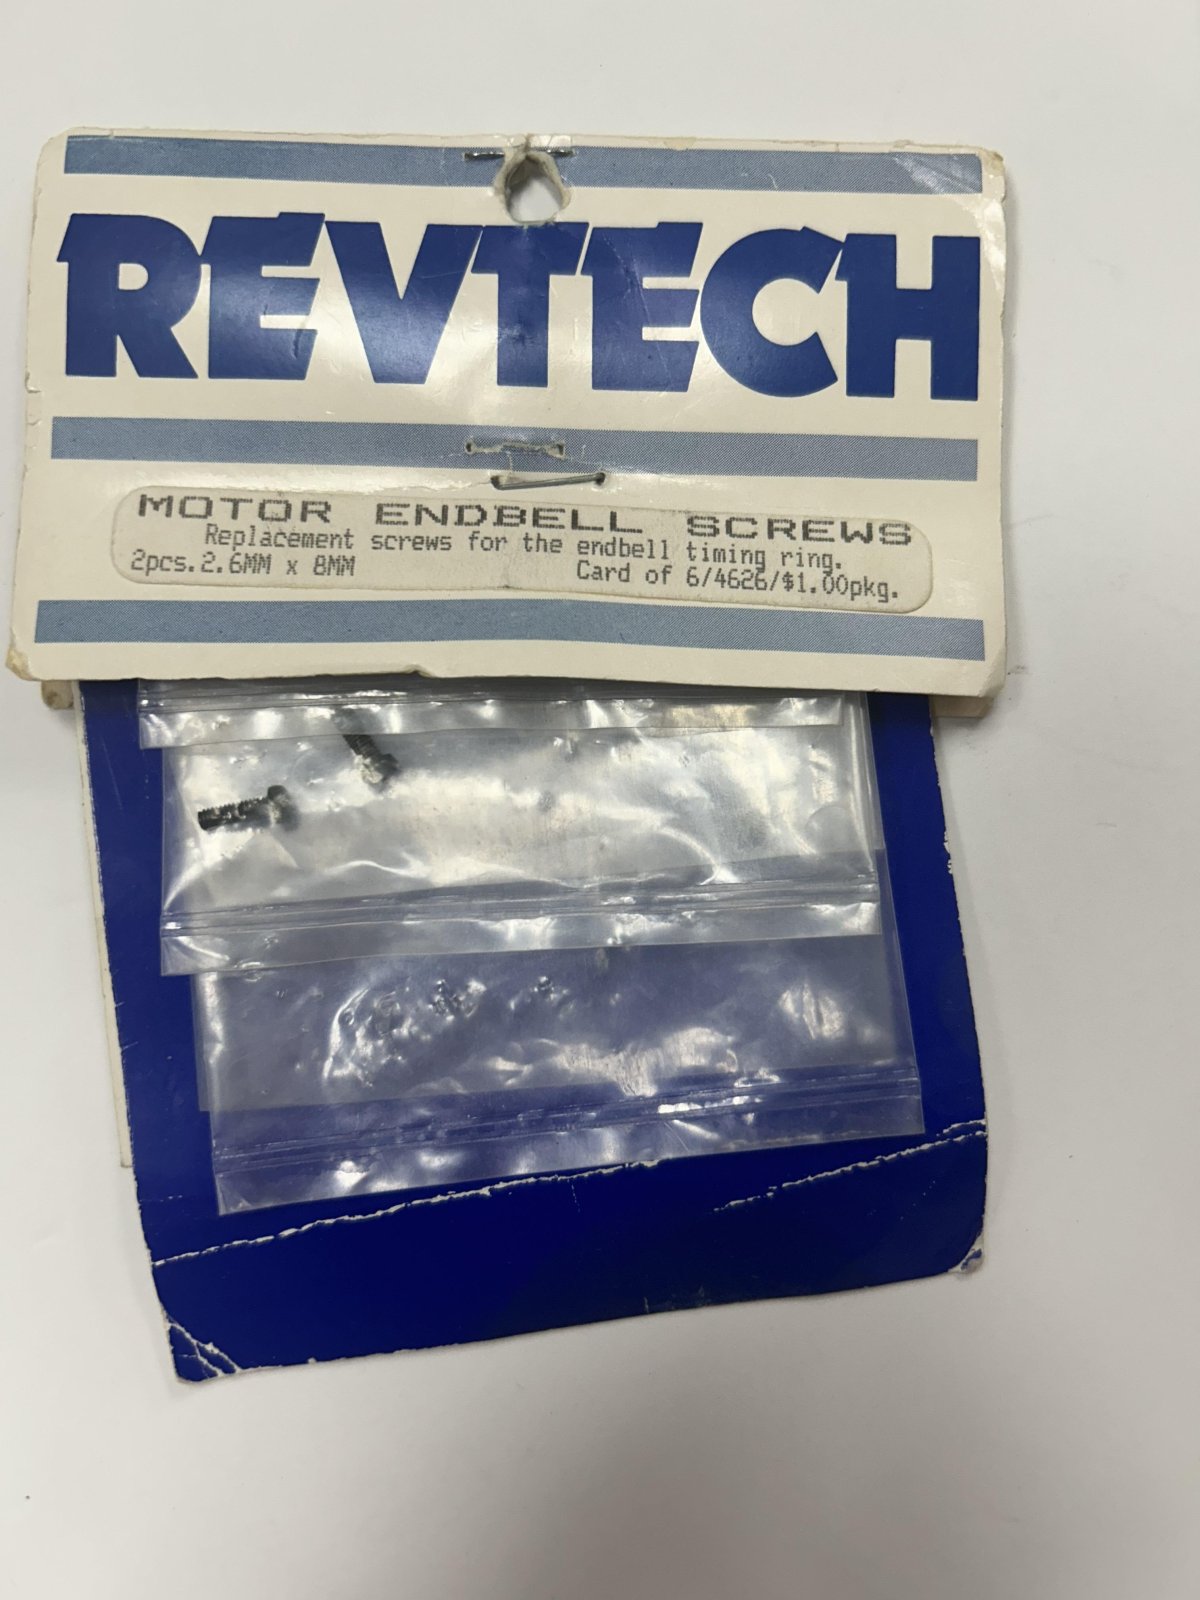 REVTECH
MOTOR ENDBELL SCREWS
Replacement screws for the endbell timing ring.
2pcs.2.6MM x 8MM Card of 6/4626/$1.00pkg.